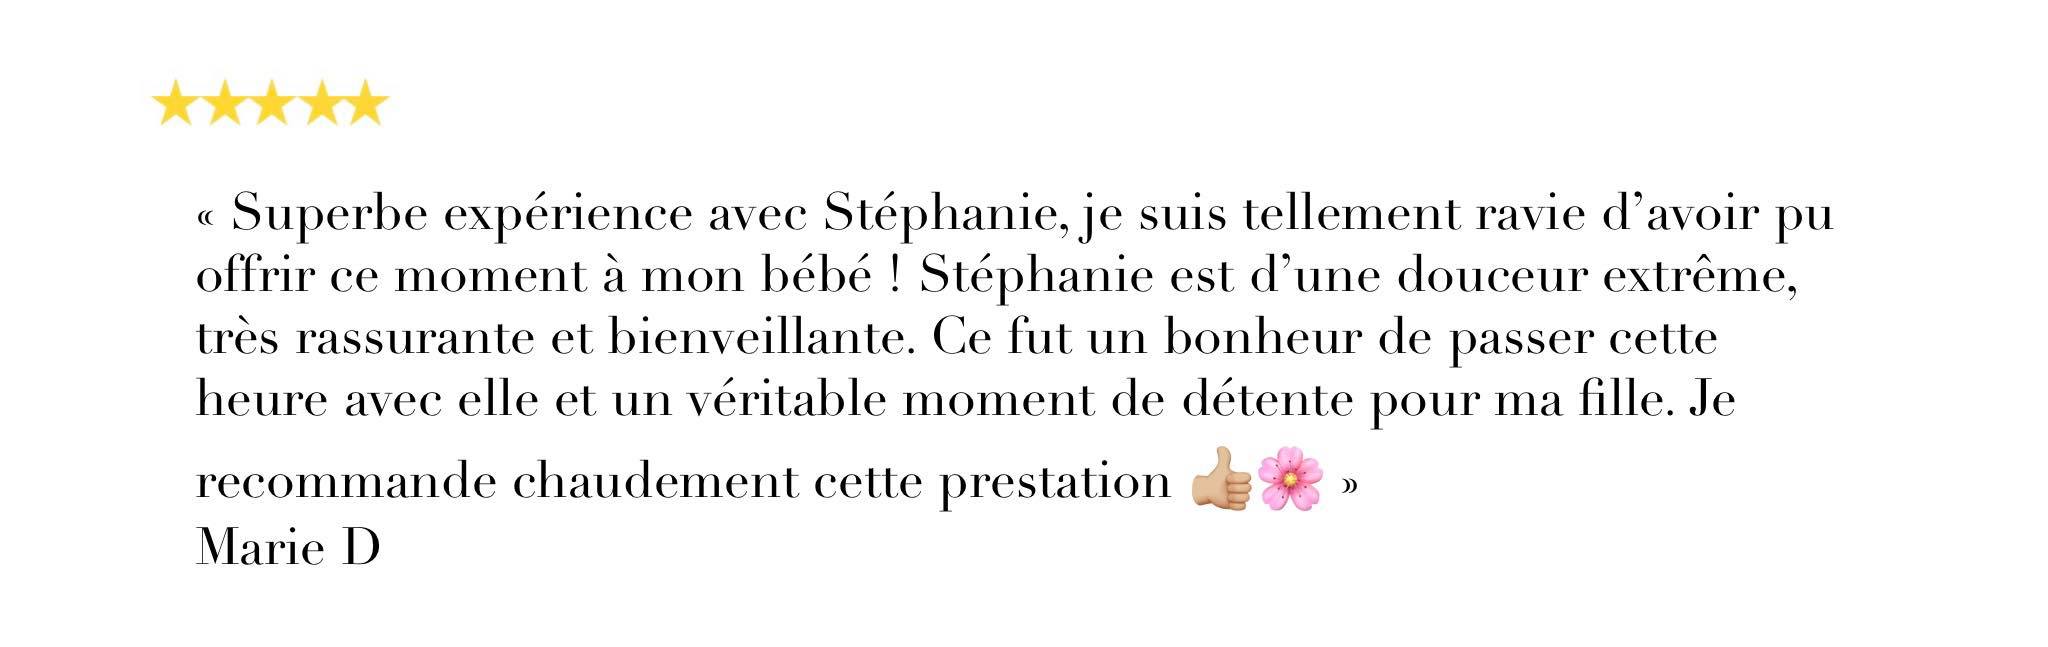 ★★★★★
« Superbe expérience avec Stéphanie, je suis tellement ravie d’avoir pu
offrir ce moment à mon bébé ! Stéphanie est d’une douceur extrême,
très rassurante et bienveillante. Ce fut un bonheur de passer cette
heure avec elle et un véritable moment de détente pour ma fille. Je
recommande chaudement cette prestation 👍🏼🌸 »
Marie D